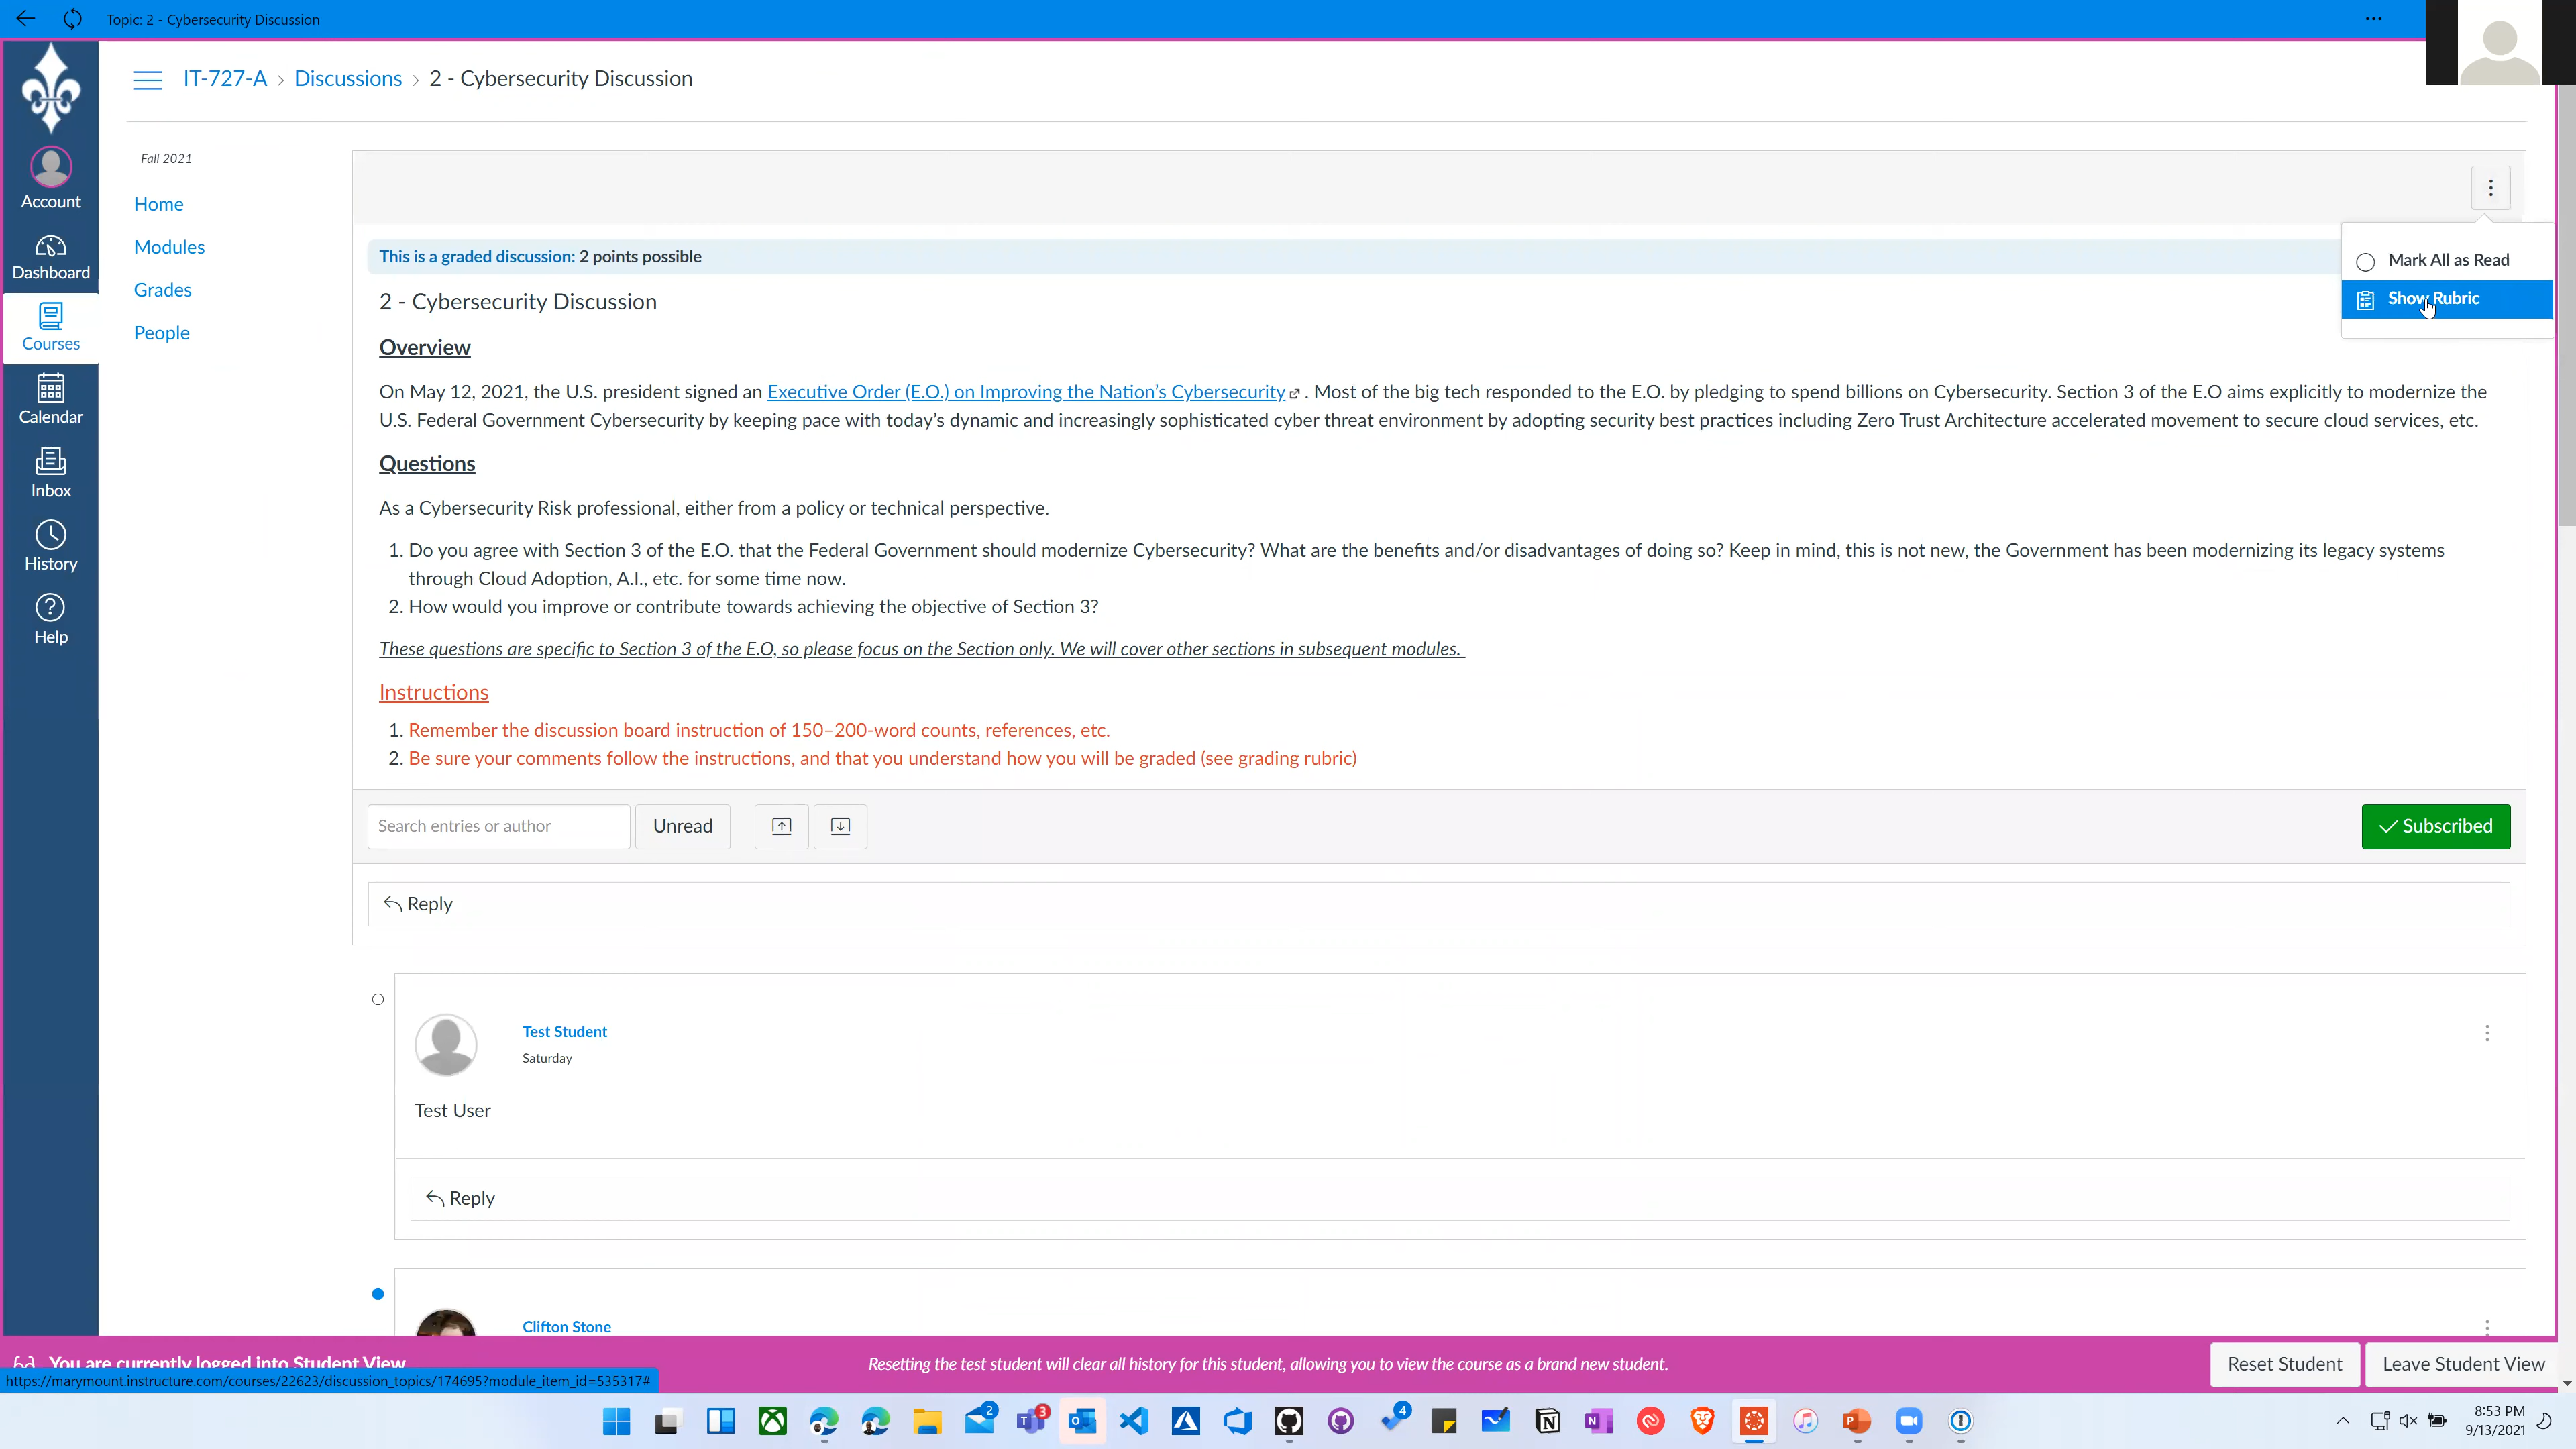 Topic: 2 - Cybersecurity Discussion
IT-727-A > Discussions > 2 - Cybersecurity Discussion
Account
Dashboard
Courses
Calendar
Inbox
History
Help
Fall 2021
Home
Modules
Grades
People
Mark All as Read
Show Rubric
This is a graded discussion: 2 points possible
2 - Cybersecurity Discussion
Overview
On May 12, 2021, the U.S. president signed an Executive Order (E.O.) on Improving the Nation's Cybersecurity . Most of the big tech responded to the E.O. by pledging to spend billions on Cybersecurity. Section 3 of the E.O aims explicitly to modernize the
U.S. Federal Government Cybersecurity by keeping pace with today's dynamic and increasingly sophisticated cyber threat environment by adopting security best practices including Zero Trust Architecture accelerated movement to secure cloud services, etc.
Questions
As a Cybersecurity Risk professional, either from a policy or technical perspective.
1. Do you agree with Section 3 of the E.O. that the Federal Government should modernize Cybersecurity? What are the benefits and/or disadvantages of doing so? Keep in mind, this is not new, the Government has been modernizing its legacy systems
through Cloud Adoption, A.I., etc. for some time now.
2. How would you improve or contribute towards achieving the objective of Section 3?
These questions are specific to Section 3 of the E.O, so please focus on the Section only. We will cover other sections in subsequent modules.
Instructions
1. Remember the discussion board instruction of 150–200-word counts, references, etc.
2. Be sure your comments follow the instructions, and that you understand how you will be graded (see grading rubric)
Search entries or author
Unread
Subscribed
Reply
Test Student
Saturday
Test User
Reply
Clifton Stone
You are currently logged into Student View
Resetting the test student will clear all history for this student, allowing you to view the course as a brand new student.
Reset Student
Leave Student View
https://marymount.instructure.com/courses/22623/discussion_topics/174695?module_item_id=535317#
2
3
4
8:53 PM
9/13/2021